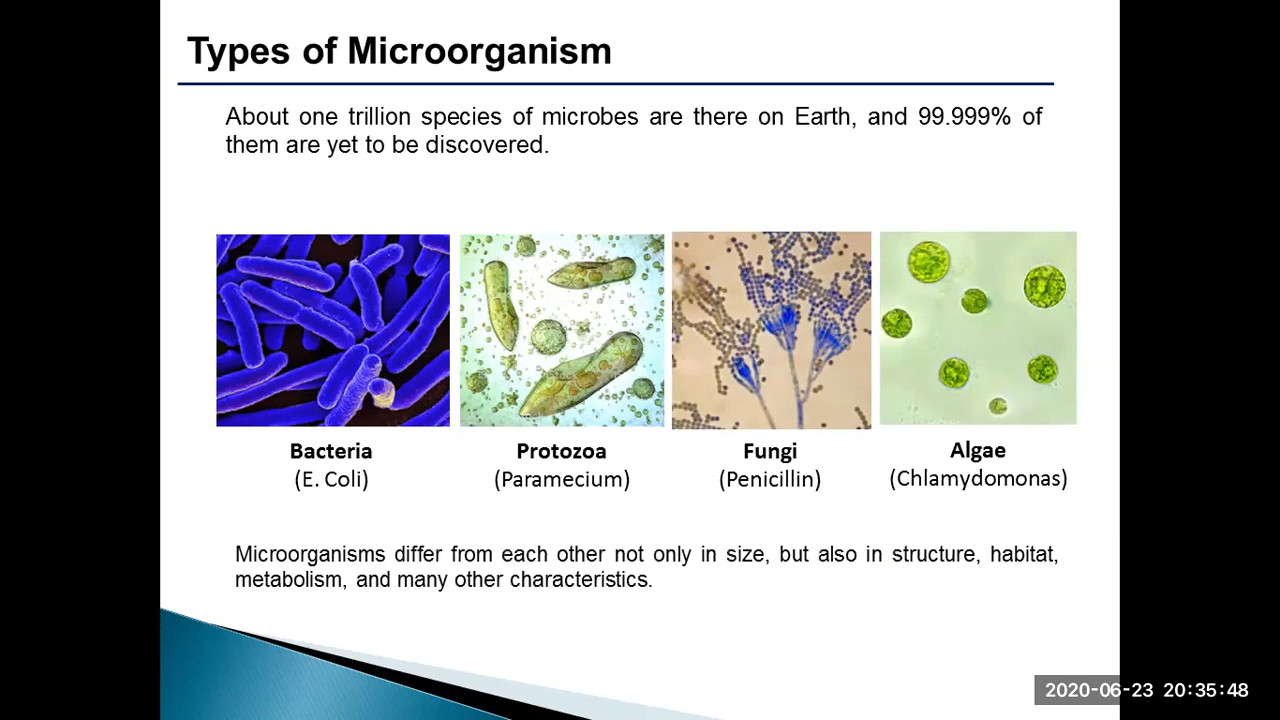 Types of Microorganism
About one trillion species of microbes are there on Earth, and 99.999% of
them are yet to be discovered.
Bacteria
(E. Coli)
Protozoa
(Paramecium)
Fungi
(Penicillin)
Algae
(Chlamydomonas)
Microorganisms differ from each other not only in size, but also in structure, habitat,
metabolism, and many other characteristics.
2020-06-23 20:35:48